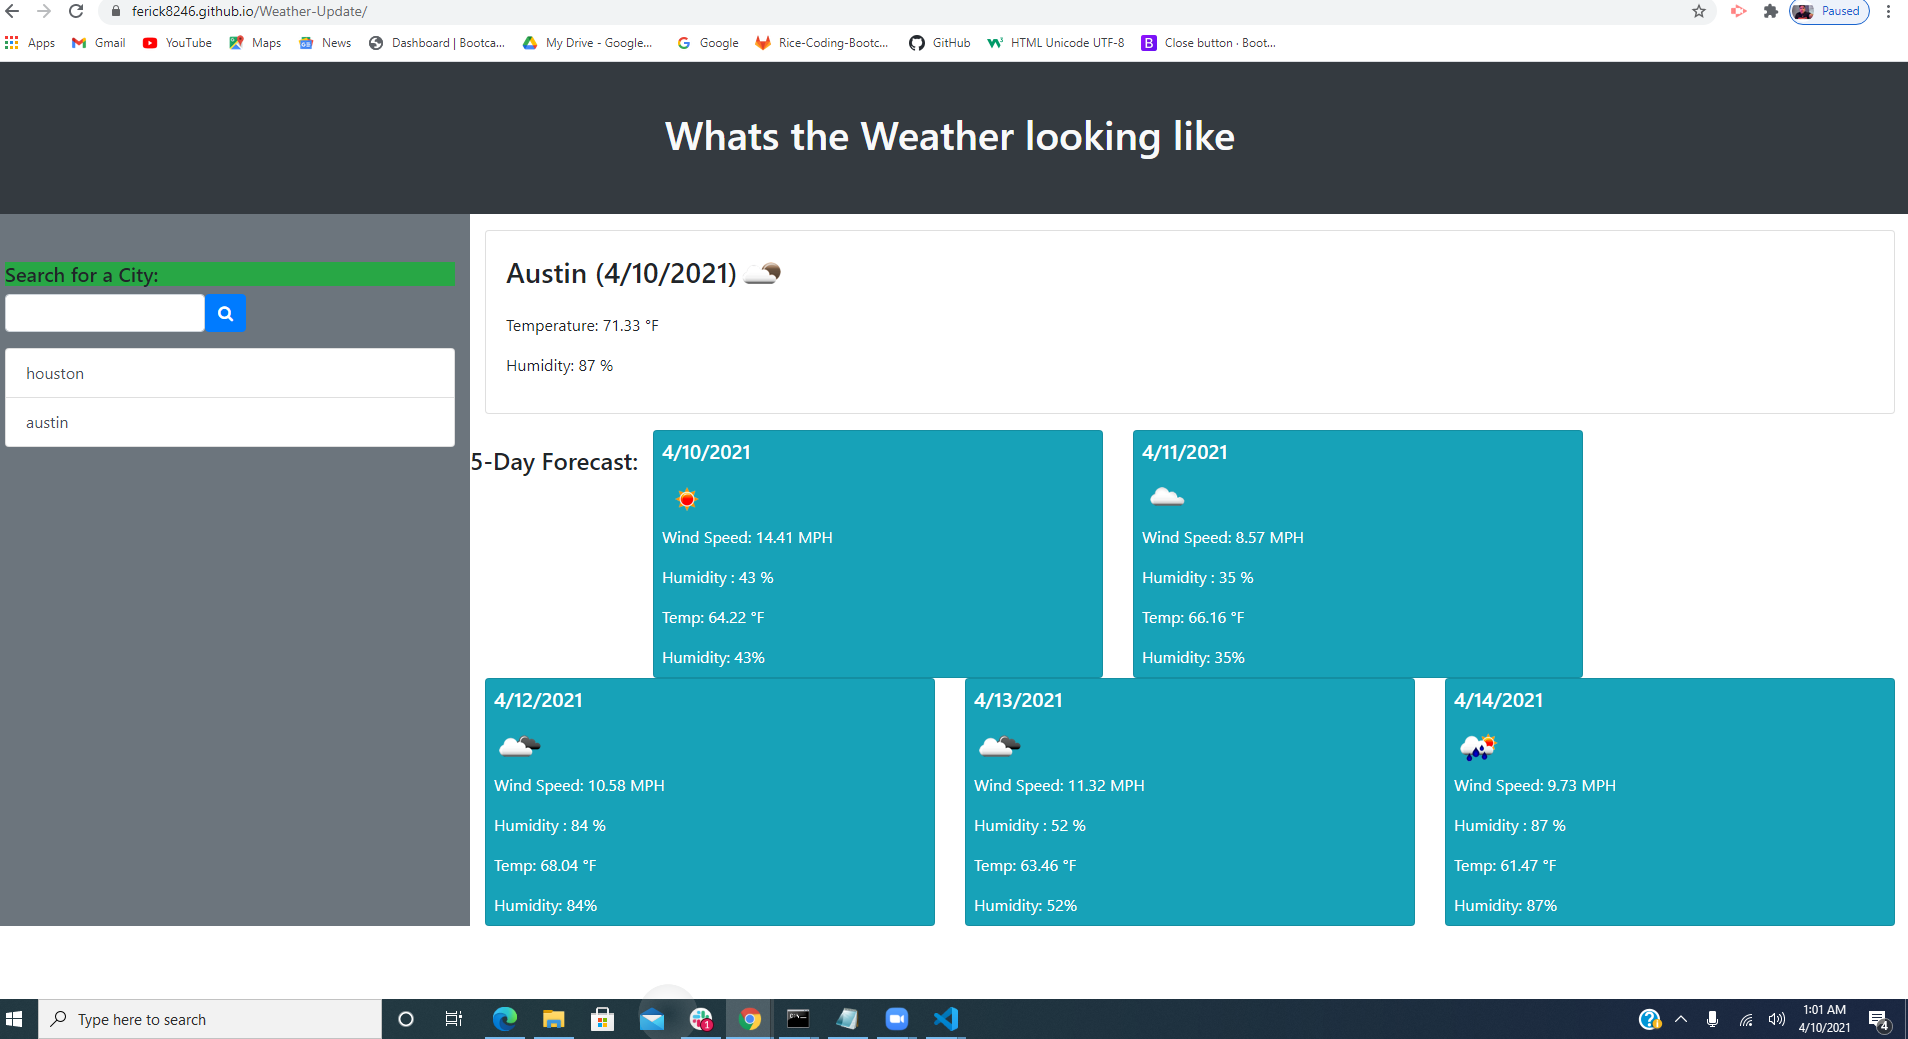 ferick8246.github.io/Weather-Update/
Paused
Apps Gmail YouTube Maps News Dashboard | Bootca... My Drive - Google... Google Rice-Coding-Bootc... GitHub HTML Unicode UTF-8 Close button · Boot...
Whats the Weather looking like
Search for a City:
houston
austin
Austin (4/10/2021)
Temperature: 71.33 °F
Humidity: 87 %
5-Day Forecast:
4/10/2021
Wind Speed: 14.41 MPH
Humidity : 43 %
Temp: 64.22 °F
Humidity: 43%
4/11/2021
Wind Speed: 8.57 MPH
Humidity : 35 %
Temp: 66.16 °F
Humidity: 35%
4/12/2021
Wind Speed: 10.58 MPH
Humidity : 84 %
Temp: 68.04 °F
Humidity: 84%
4/13/2021
Wind Speed: 11.32 MPH
Humidity : 52 %
Temp: 63.46 °F
Humidity: 52%
4/14/2021
Wind Speed: 9.73 MPH
Humidity : 87 %
Temp: 61.47 °F
Humidity: 87%
Type here to search
1
1:01 AM
4/10/2021
4